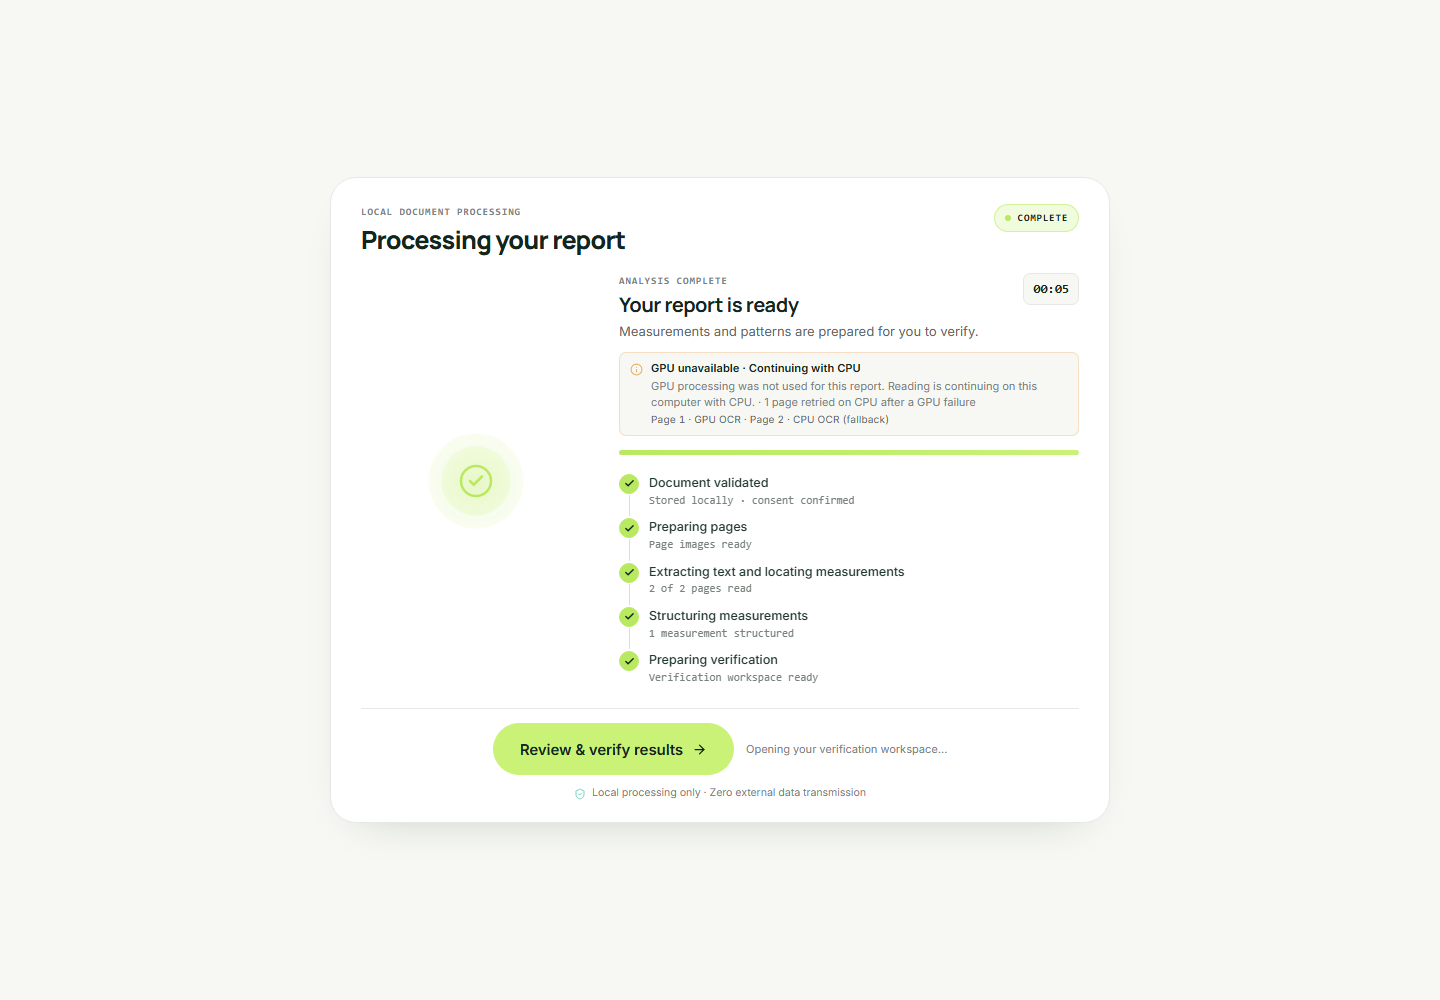 LOCAL DOCUMENT PROCESSING
Processing your report
COMPLETE
ANALYSIS COMPLETE
00:05
Your report is ready
Measurements and patterns are prepared for you to verify.
GPU unavailable · Continuing with CPU
GPU processing was not used for this report. Reading is continuing on this
computer with CPU. · 1 page retried on CPU after a GPU failure
Page 1 · GPU OCR · Page 2 · CPU OCR (fallback)
Document validated
Stored locally · consent confirmed
Preparing pages
Page images ready
Extracting text and locating measurements
2 of 2 pages read
Structuring measurements
1 measurement structured
Preparing verification
Verification workspace ready
Review & verify results →
Opening your verification workspace...
Local processing only · Zero external data transmission